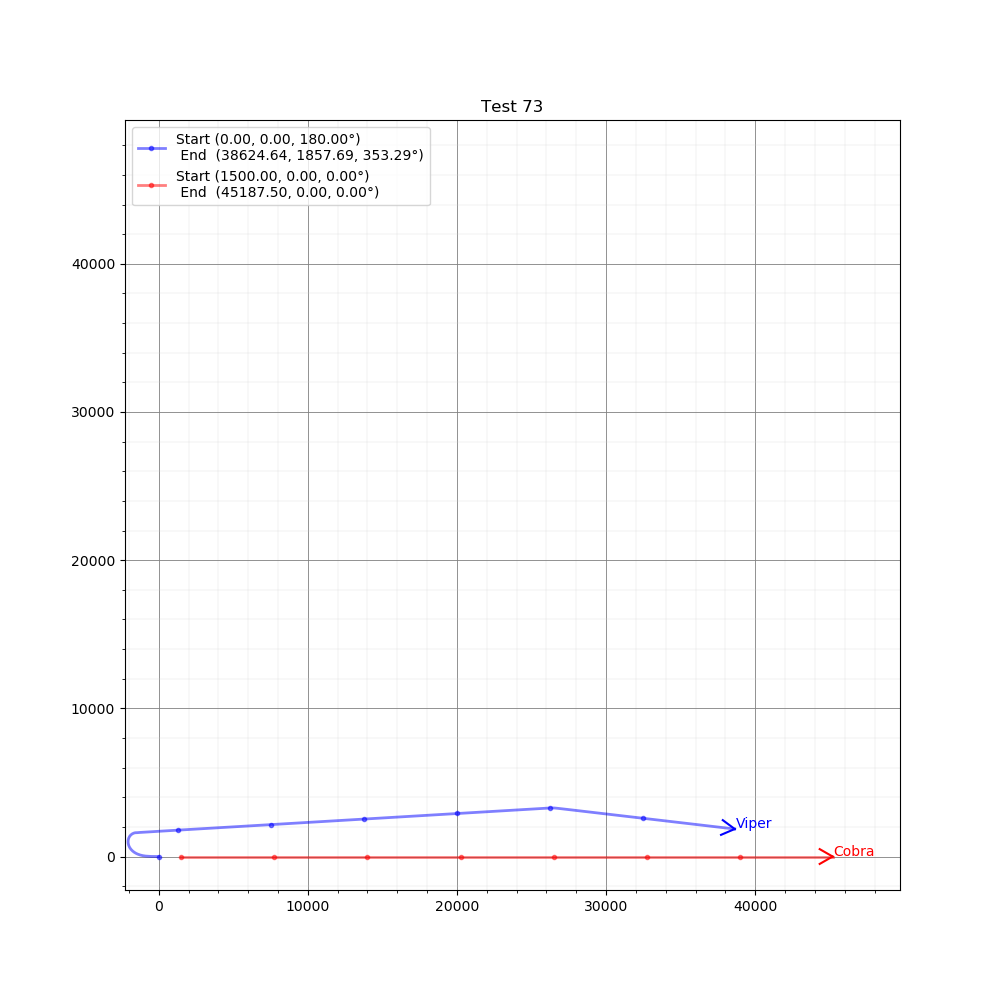 Test 73
Start (0.00, 0.00, 180.00°)
End  (38624.64, 1857.69, 353.29°)
Start (1500.00, 0.00, 0.00°)
End  (45187.50, 0.00, 0.00°)
40000
30000
20000
10000
0
Viper
Cobra
0 10000 20000 30000 40000